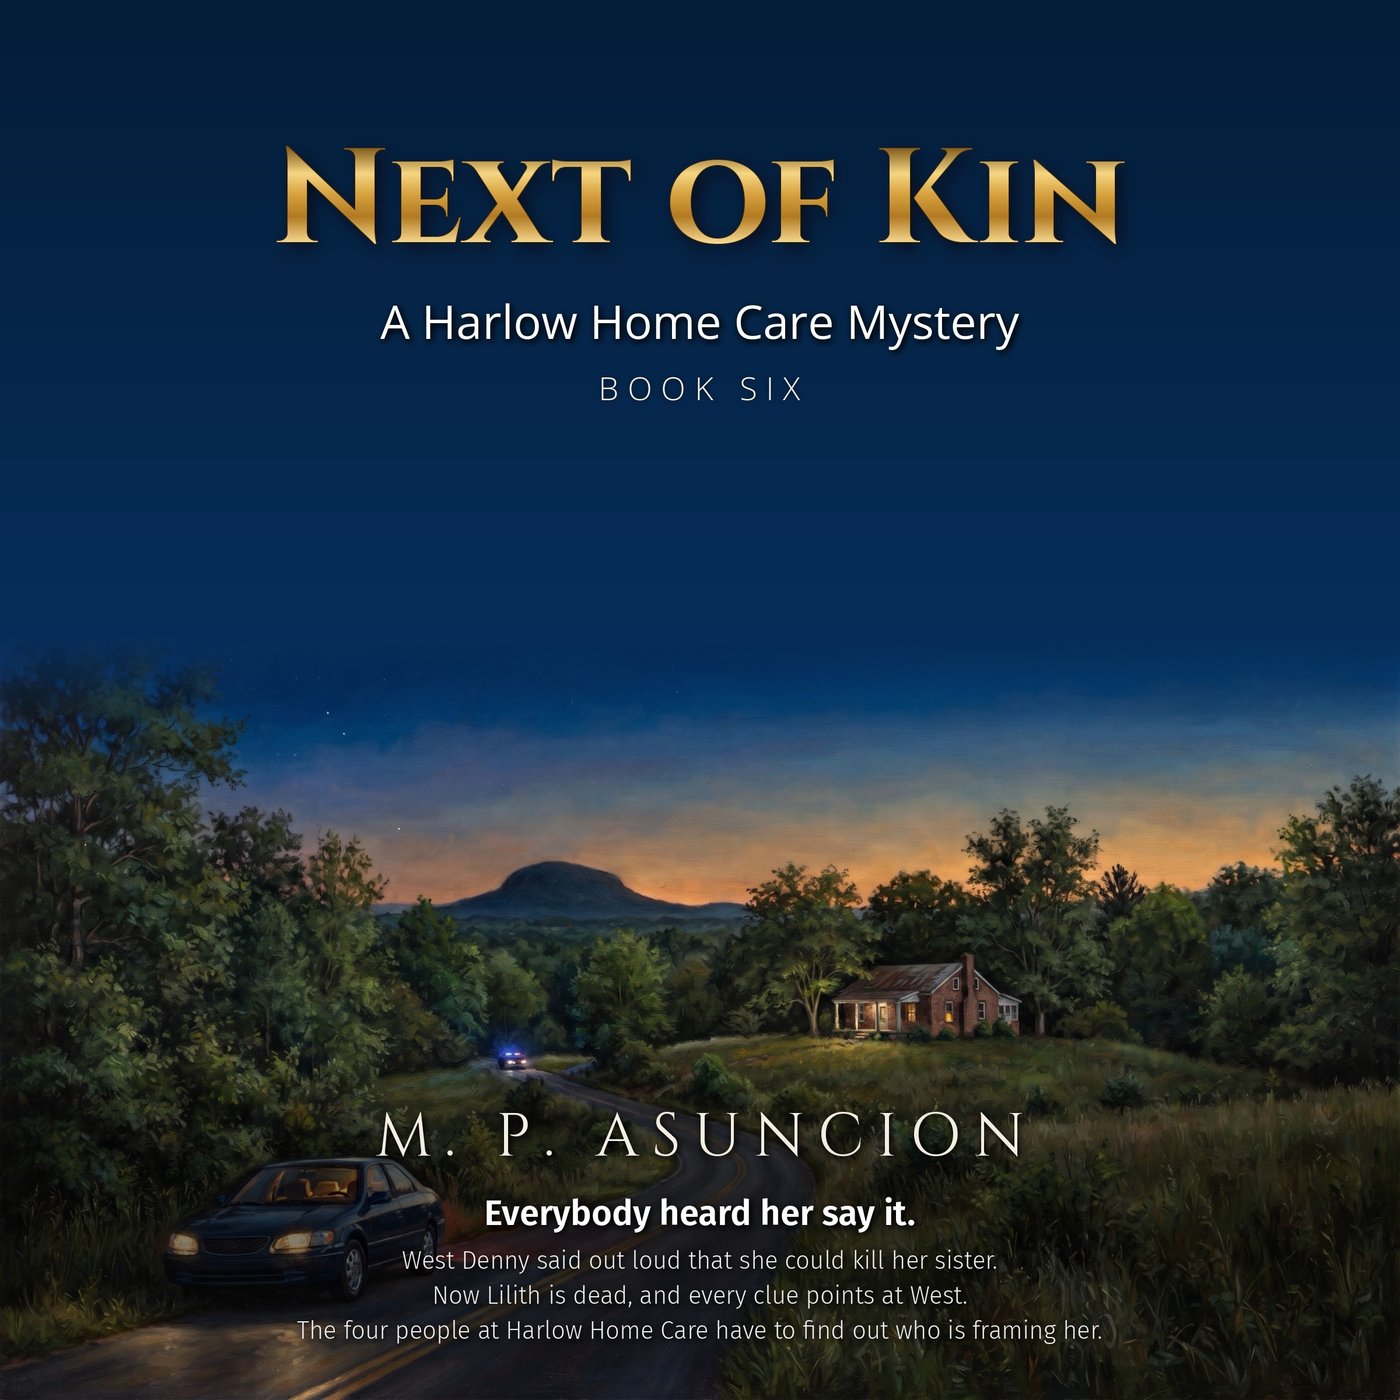 Next of Kin
A Harlow Home Care Mystery
BOOK SIX
M. P. ASUNCION
Everybody heard her say it.
West Denny said out loud that she could kill her sister.
Now Lilith is dead, and every clue points at West.
The four people at Harlow Home Care have to find out who is framing her.